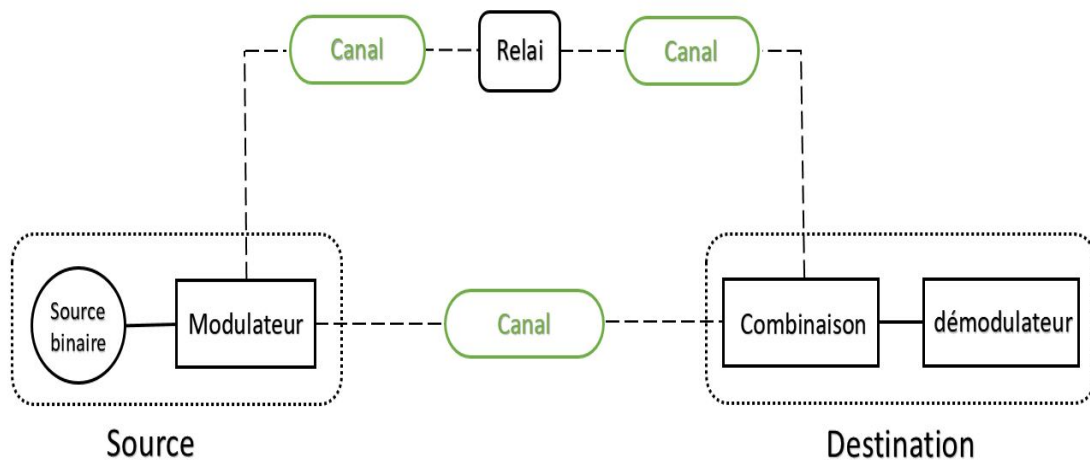 Canal
Relai
Canal
Source
binaire
Modulateur
Canal
Combinaison
démodulateur
Source
Destination